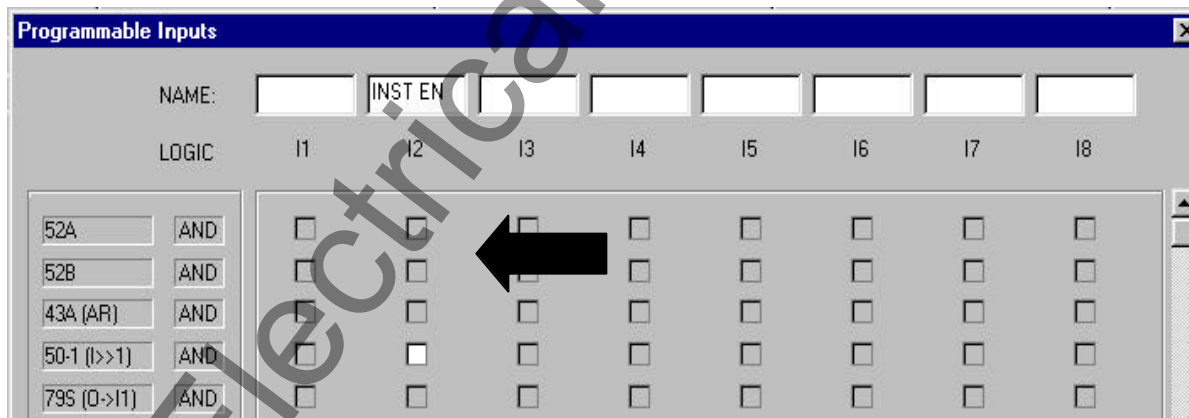 Programmable Inputs
NAME: INST EN
LOGIC I1 I2 I3 I4 I5 I6 I7 I8
52A AND
52B AND
43A (AR) AND
50-1 (I>>1) AND
79S (O->I1) AND
Electrical